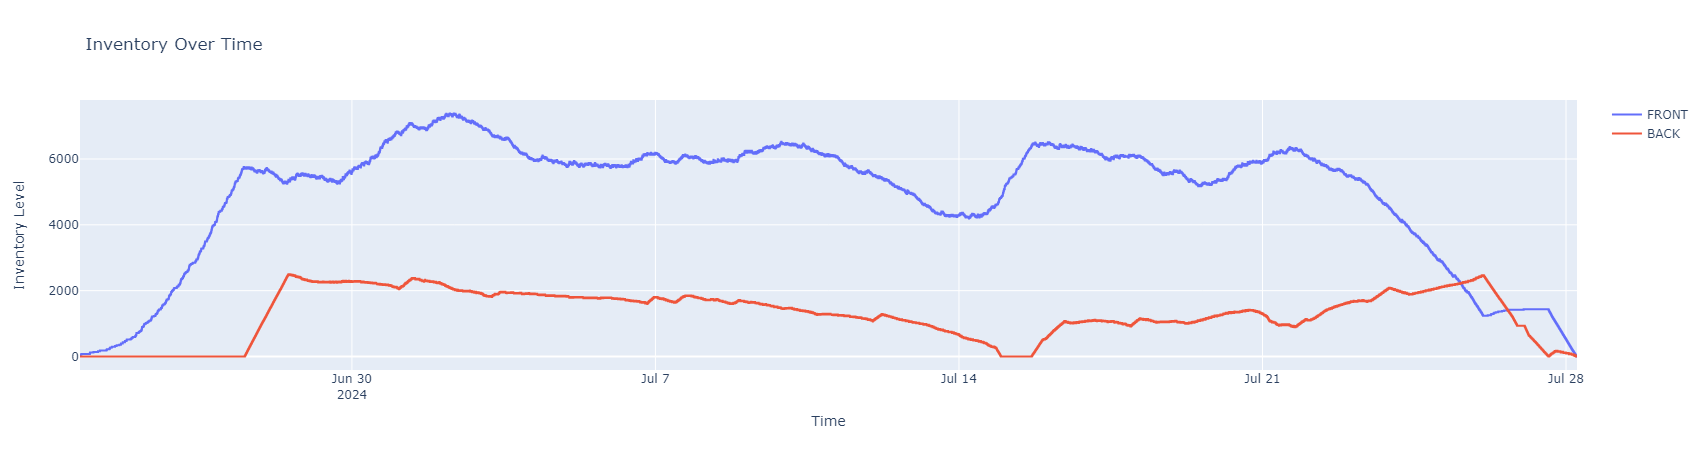 Inventory Over Time
FRONT
BACK
6000
4000
2000
0
Inventory Level
Jun 30
2024
Jul 7
Jul 14
Jul 21
Jul 28
Time